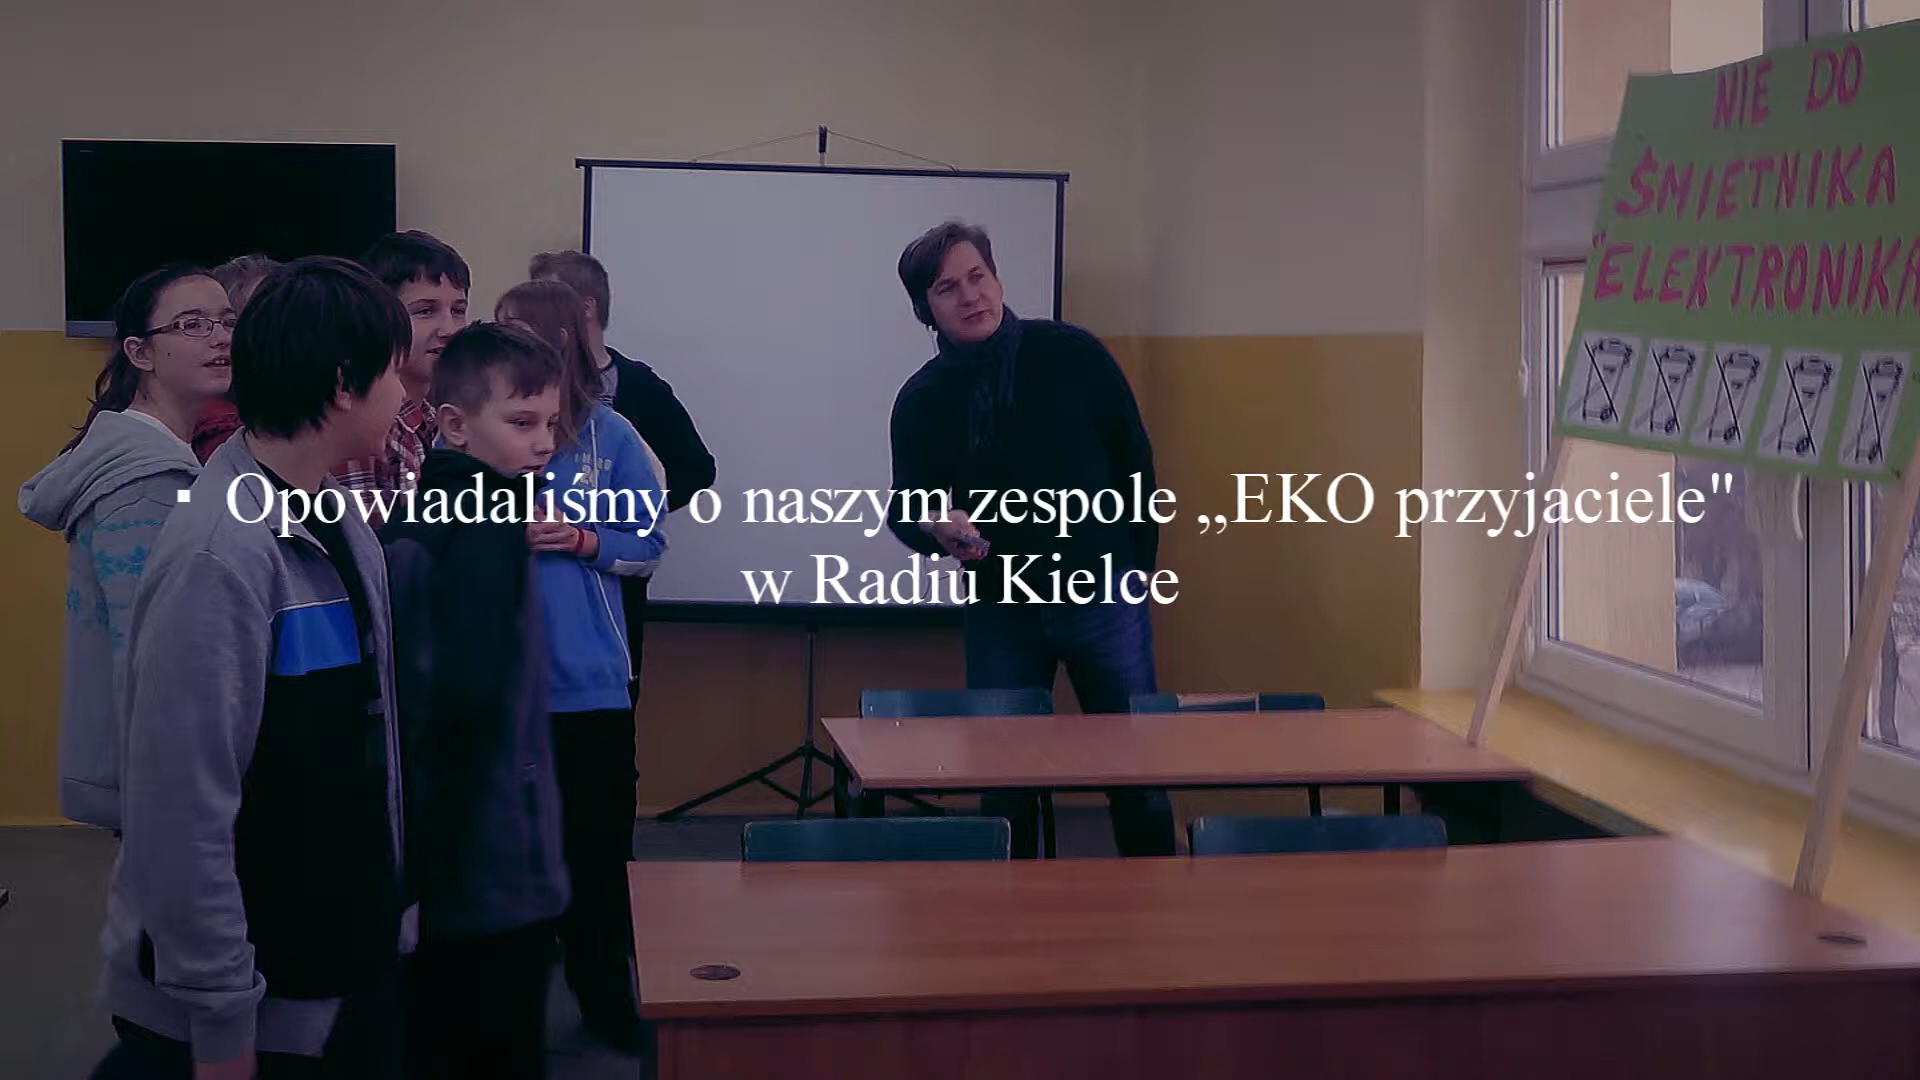 NIE DO
ŚMIETNIKA
ELEKTRONIKA
▪ Opowiadaliśmy o naszym zespole ,,EKO przyjaciele"
w Radiu Kielce